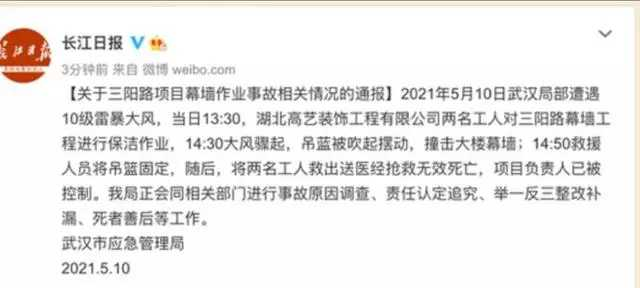 长江日报
长江日报
3分钟前 来自 微博 weibo.com
【关于三阳路项目幕墙作业事故相关情况的通报】2021年5月10日武汉局部遭遇
10级雷暴大风，当日13:30，湖北高艺装饰工程有限公司两名工人对三阳路幕墙工
程进行保洁作业，14:30大风骤起，吊蓝被吹起摆动，撞击大楼幕墙；14:50救援
人员将吊篮固定，随后，将两名工人救出送医经抢救无效死亡，项目负责人已被
控制。我局正会同相关部门进行事故原因调查、责任认定追究、举一反三整改补
漏、死者善后等工作。
武汉市应急管理局
2021.5.10